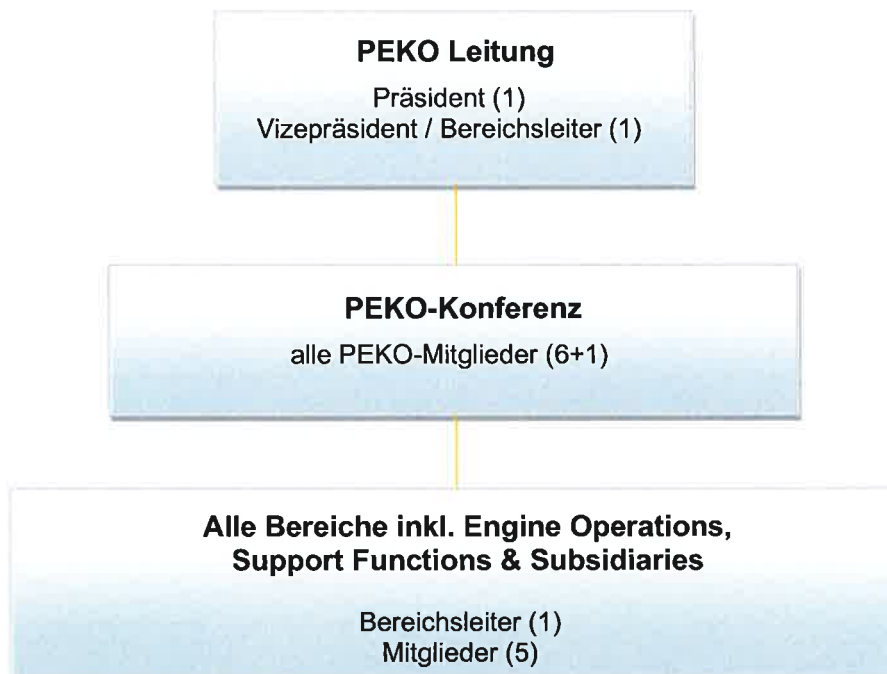 PEKO Leitung
Präsident (1)
Vizepräsident / Bereichsleiter (1)
PEKO-Konferenz
alle PEKO-Mitglieder (6+1)
Alle Bereiche inkl. Engine Operations,
Support Functions & Subsidiaries
Bereichsleiter (1)
Mitglieder (5)